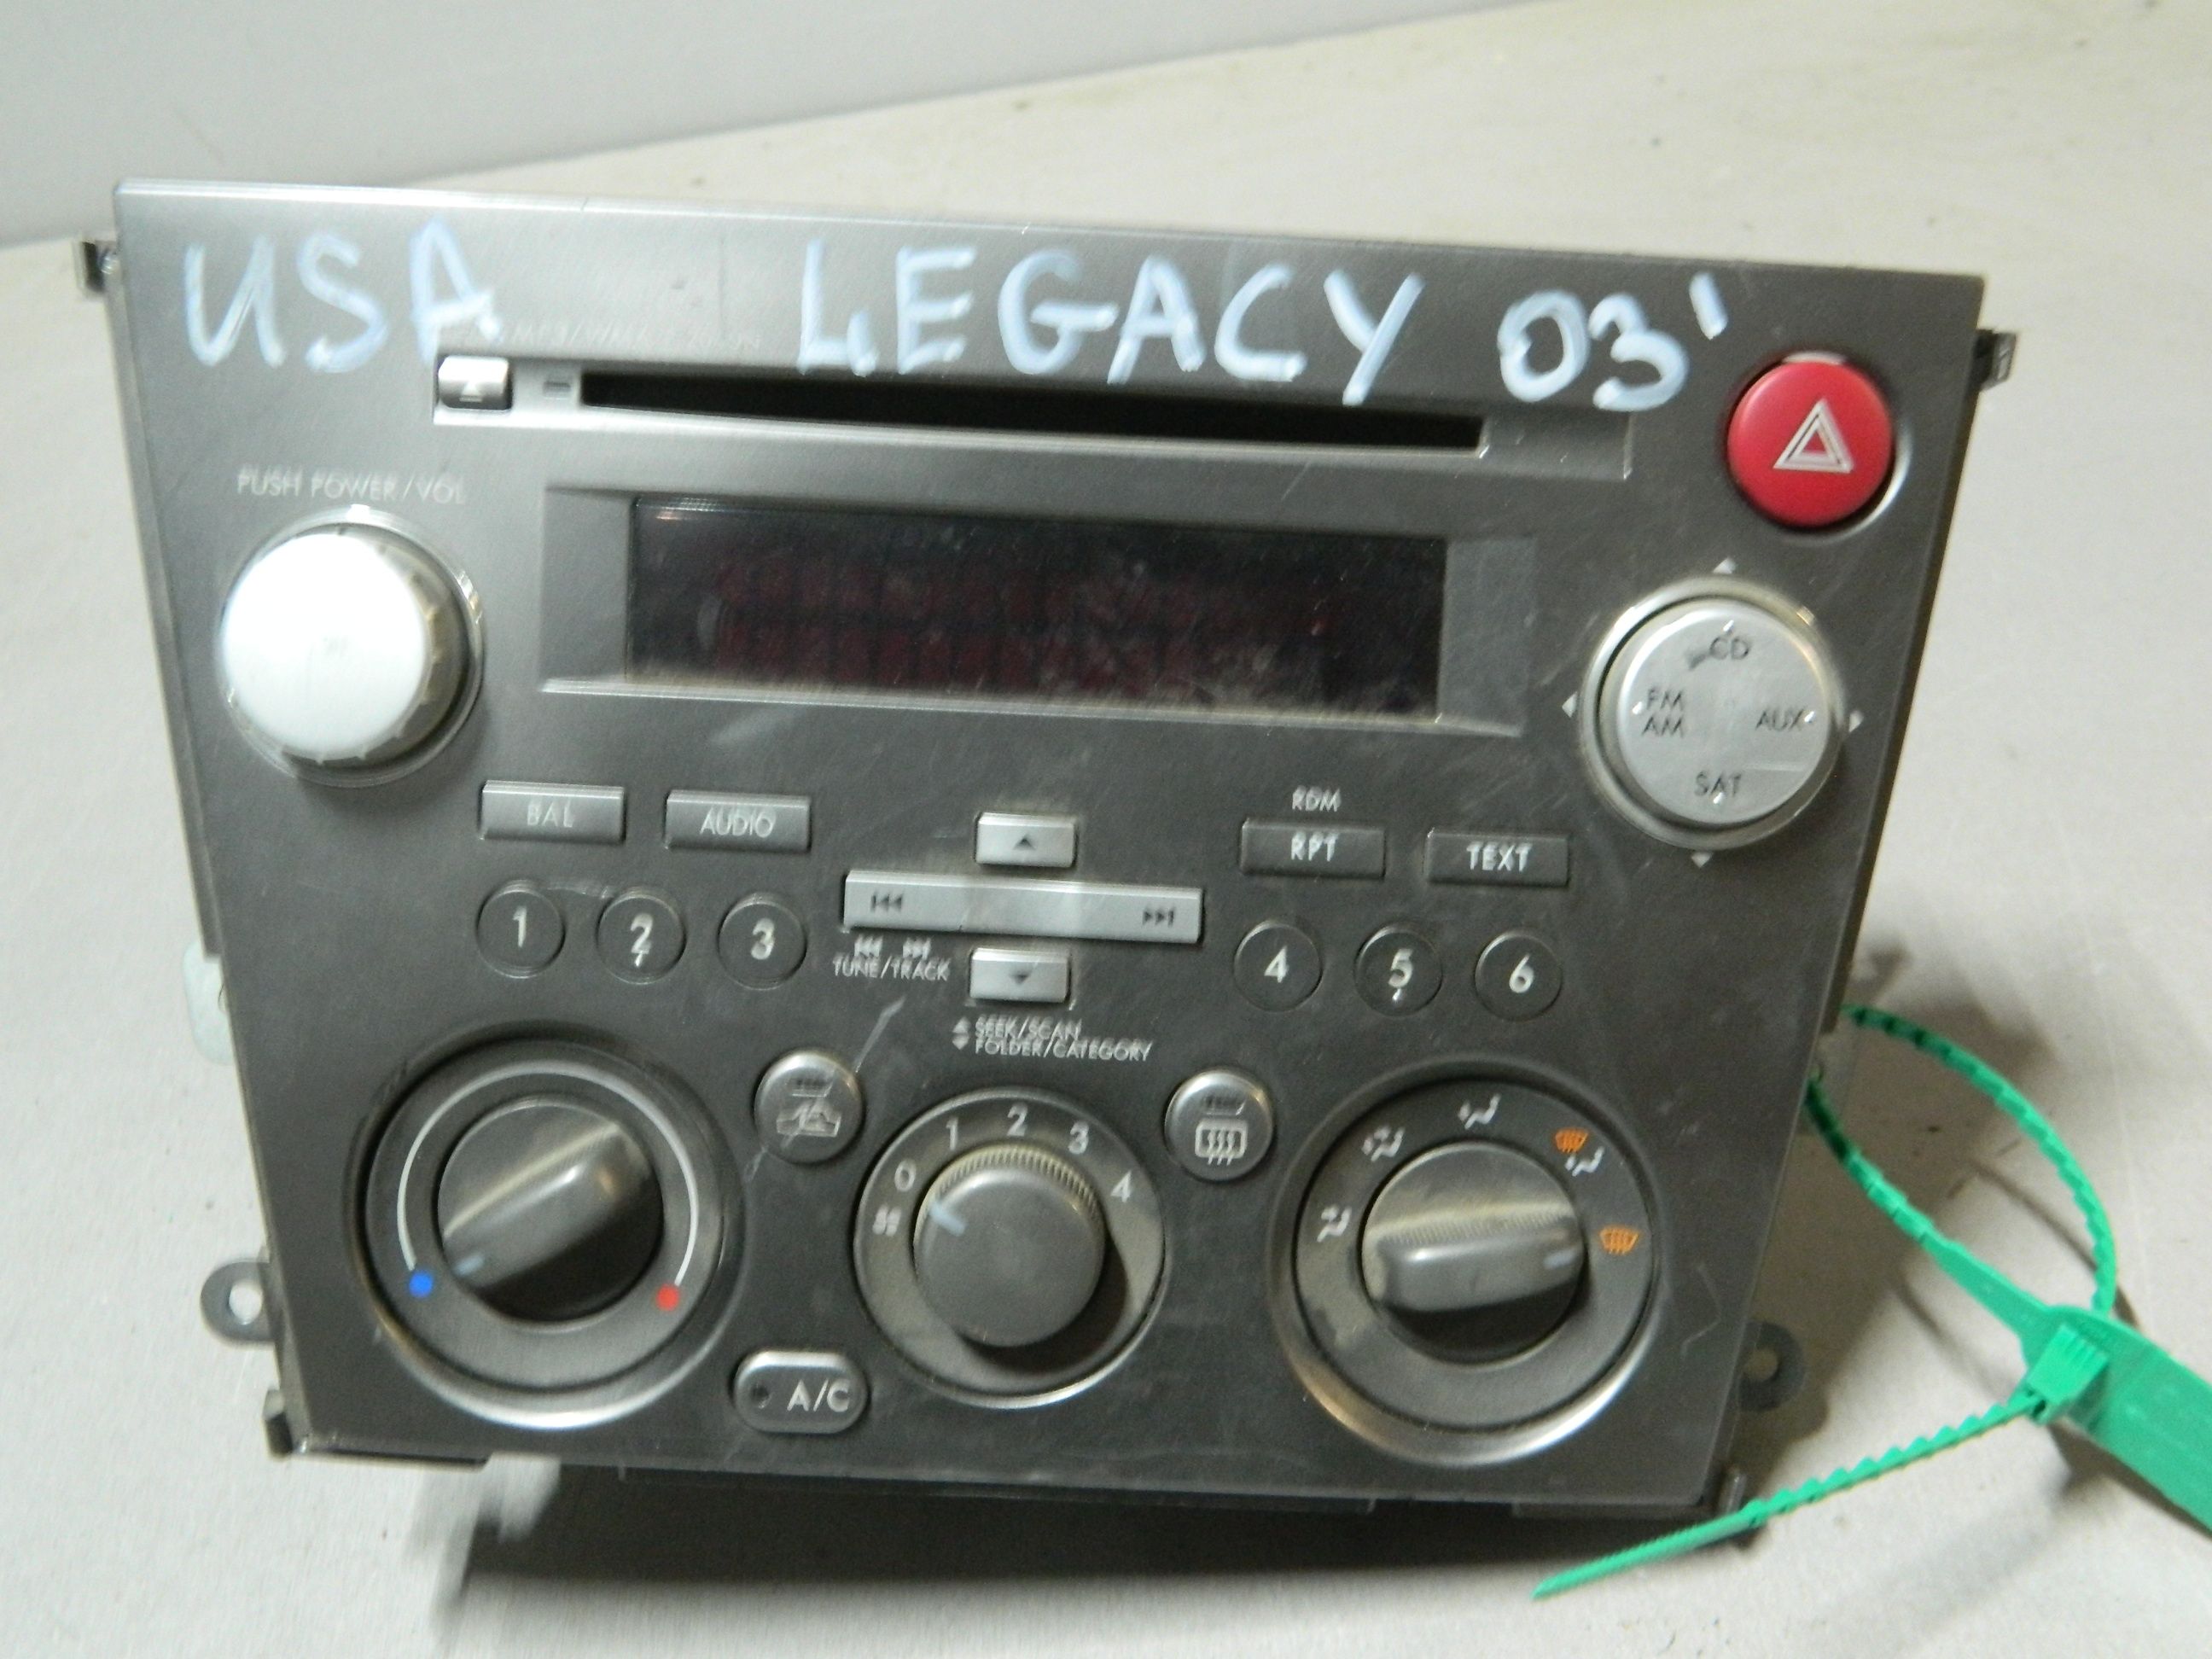 USA LEGACY 03'
PUSH POWER/VOL
CD
FM
AM
AUX
SAT
BAL
AUDIO
RDM
RPT
TEXT
1 2 3
4 5 6
TUNE/TRACK
SEEK/SCAN
FOLDER/CATEGORY
0 1 2 3 4
A/C